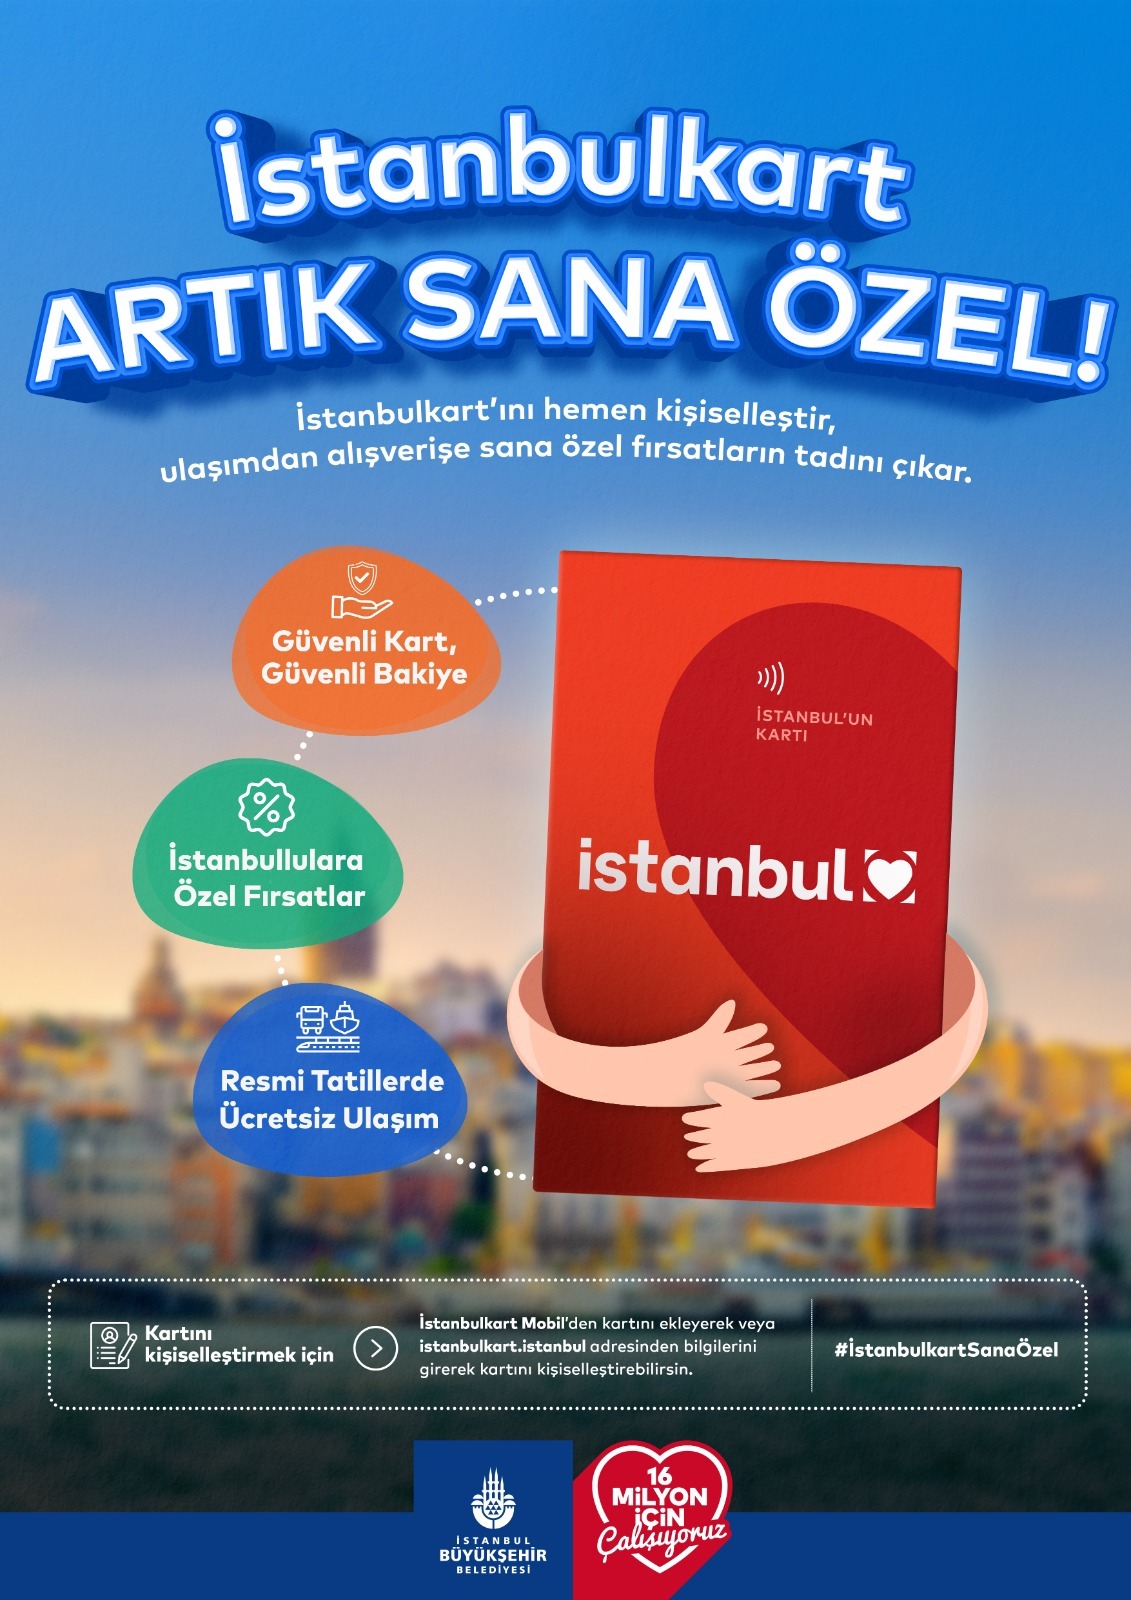 İstanbulkart
ARTIK SANA ÖZEL!
İstanbulkart'ını hemen kişiselleştir,
ulaşımdan alışverişe sana özel fırsatların tadını çıkar.
Güvenli Kart,
Güvenli Bakiye
İstanbullulara
Özel Fırsatlar
Resmi Tatillerde
Ücretsiz Ulaşım
İSTANBUL'UN
KARTI
istanbul
Kartını
kişiselleştirmek için
İstanbulkart Mobil'den kartını ekleyerek veya
istanbulkart.istanbul adresinden bilgilerini
girerek kartını kişiselleştirebilirsin.
#İstanbulkartSanaÖzel
İSTANBUL
BÜYÜKŞEHİR
BELEDİYESİ
16
MİLYON
İÇİN
Çalışıyoruz